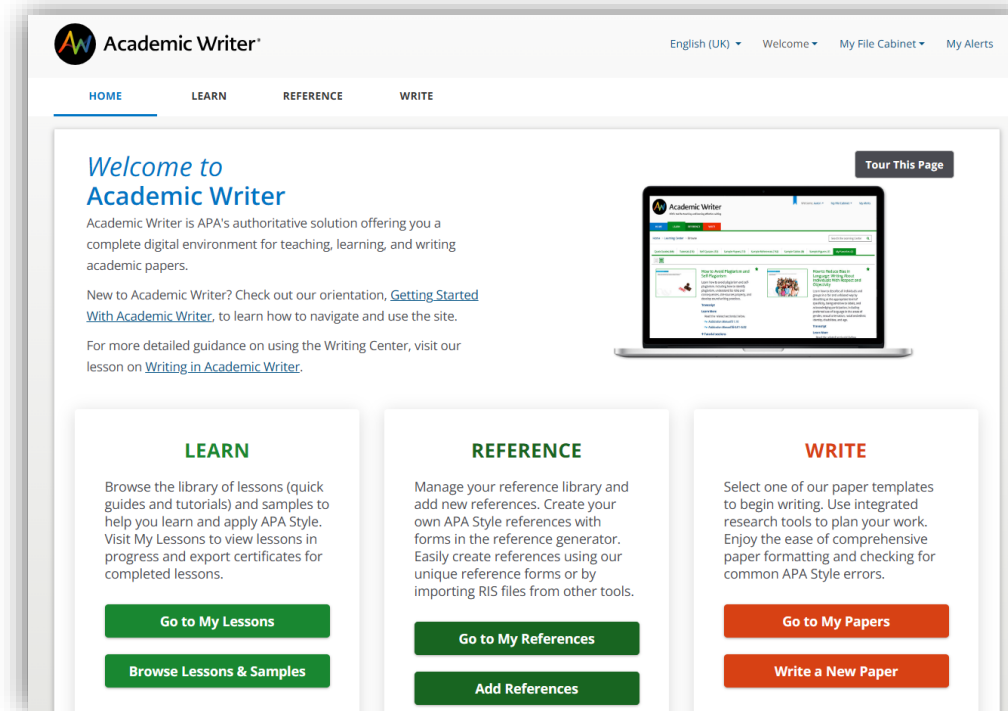 Academic Writer®
English (UK) Welcome My File Cabinet My Alerts
HOME LEARN REFERENCE WRITE
Welcome to
Academic Writer
Tour This Page
Academic Writer is APA's authoritative solution offering you a
complete digital environment for teaching, learning, and writing
academic papers.
New to Academic Writer? Check out our orientation, Getting Started
With Academic Writer, to learn how to navigate and use the site.
For more detailed guidance on using the Writing Center, visit our
lesson on Writing in Academic Writer.
Academic Writer
How to Avoid Plagiarism and
Self-Plagiarism
LEARN
Browse the library of lessons (quick
guides and tutorials) and samples to
help you learn and apply APA Style.
Visit My Lessons to view lessons in
progress and export certificates for
completed lessons.
Go to My Lessons
Browse Lessons & Samples
REFERENCE
Manage your reference library and
add new references. Create your
own APA Style references with
forms in the reference generator.
Easily create references using our
unique reference forms or by
importing RIS files from other tools.
Go to My References
Add References
WRITE
Select one of our paper templates
to begin writing. Use integrated
research tools to plan your work.
Enjoy the ease of comprehensive
paper formatting and checking for
common APA Style errors.
Go to My Papers
Write a New Paper